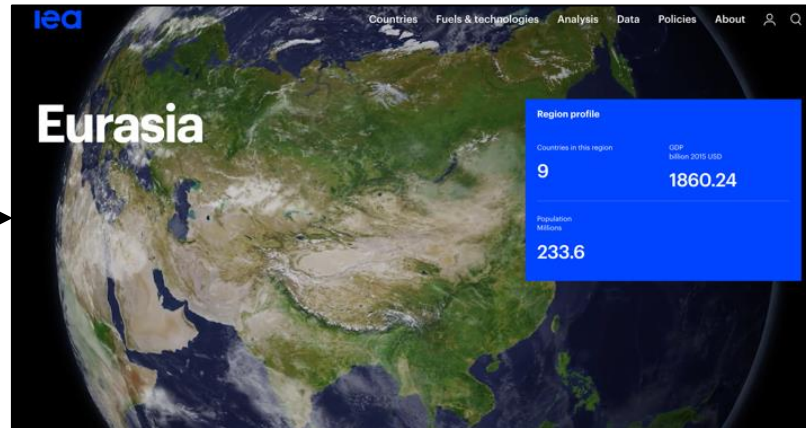 iea
Countries Fuels & technologies Analysis Data Policies About
Eurasia
Region profile
Countries in this region
9
GDP
billion 2015 USD
1860.24
Population
Millions
233.6